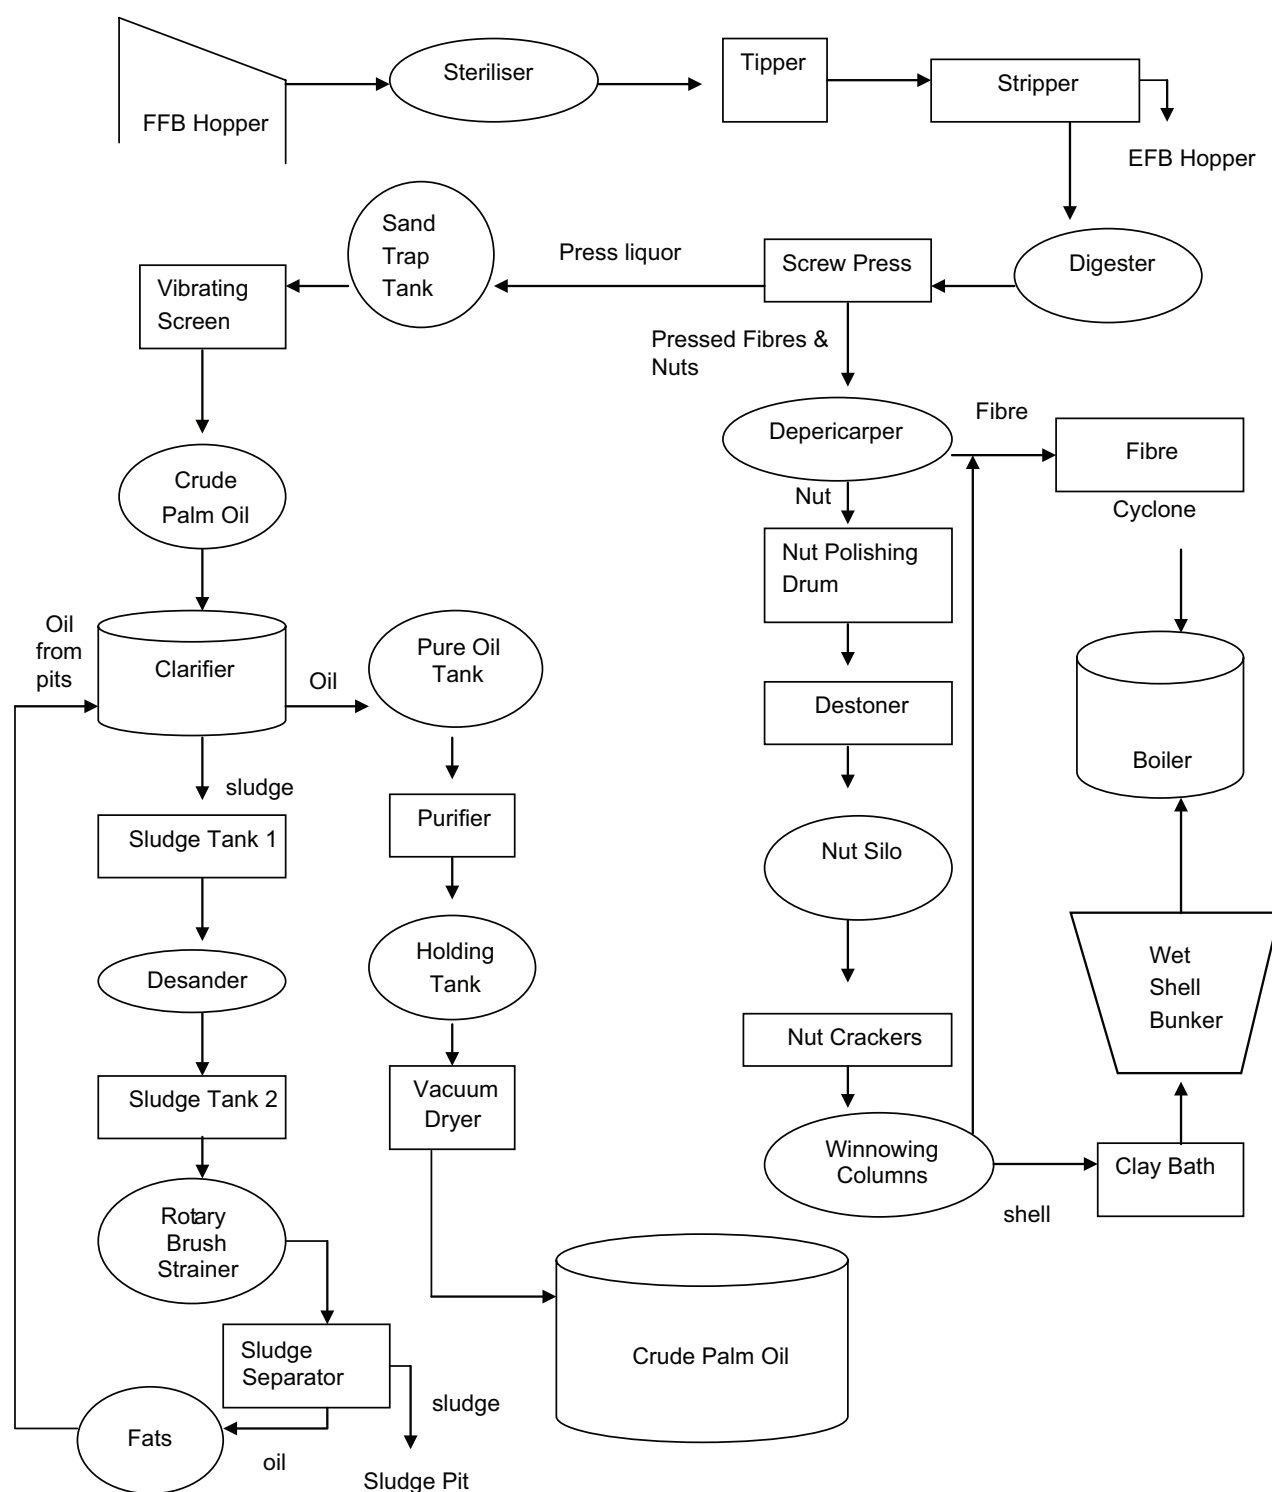 Steriliser
Tipper
Stripper
FFB Hopper
EFB Hopper
Sand
Trap
Tank
Press liquor
Screw Press
Digester
Vibrating
Screen
Pressed Fibres &
Nuts
Depericarper
Fibre
Fibre
Cyclone
Nut
Crude
Palm Oil
Nut Polishing
Drum
Oil
from
pits
Clarifier
Oil
Pure Oil
Tank
Destoner
Boiler
sludge
Sludge Tank 1
Purifier
Nut Silo
Desander
Holding
Tank
Wet
Shell
Bunker
Nut Crackers
Sludge Tank 2
Vacuum
Dryer
Winnowing
Columns
shell
Clay Bath
Rotary
Brush
Strainer
Sludge
Separator
Crude Palm Oil
sludge
Fats
oil
Sludge Pit